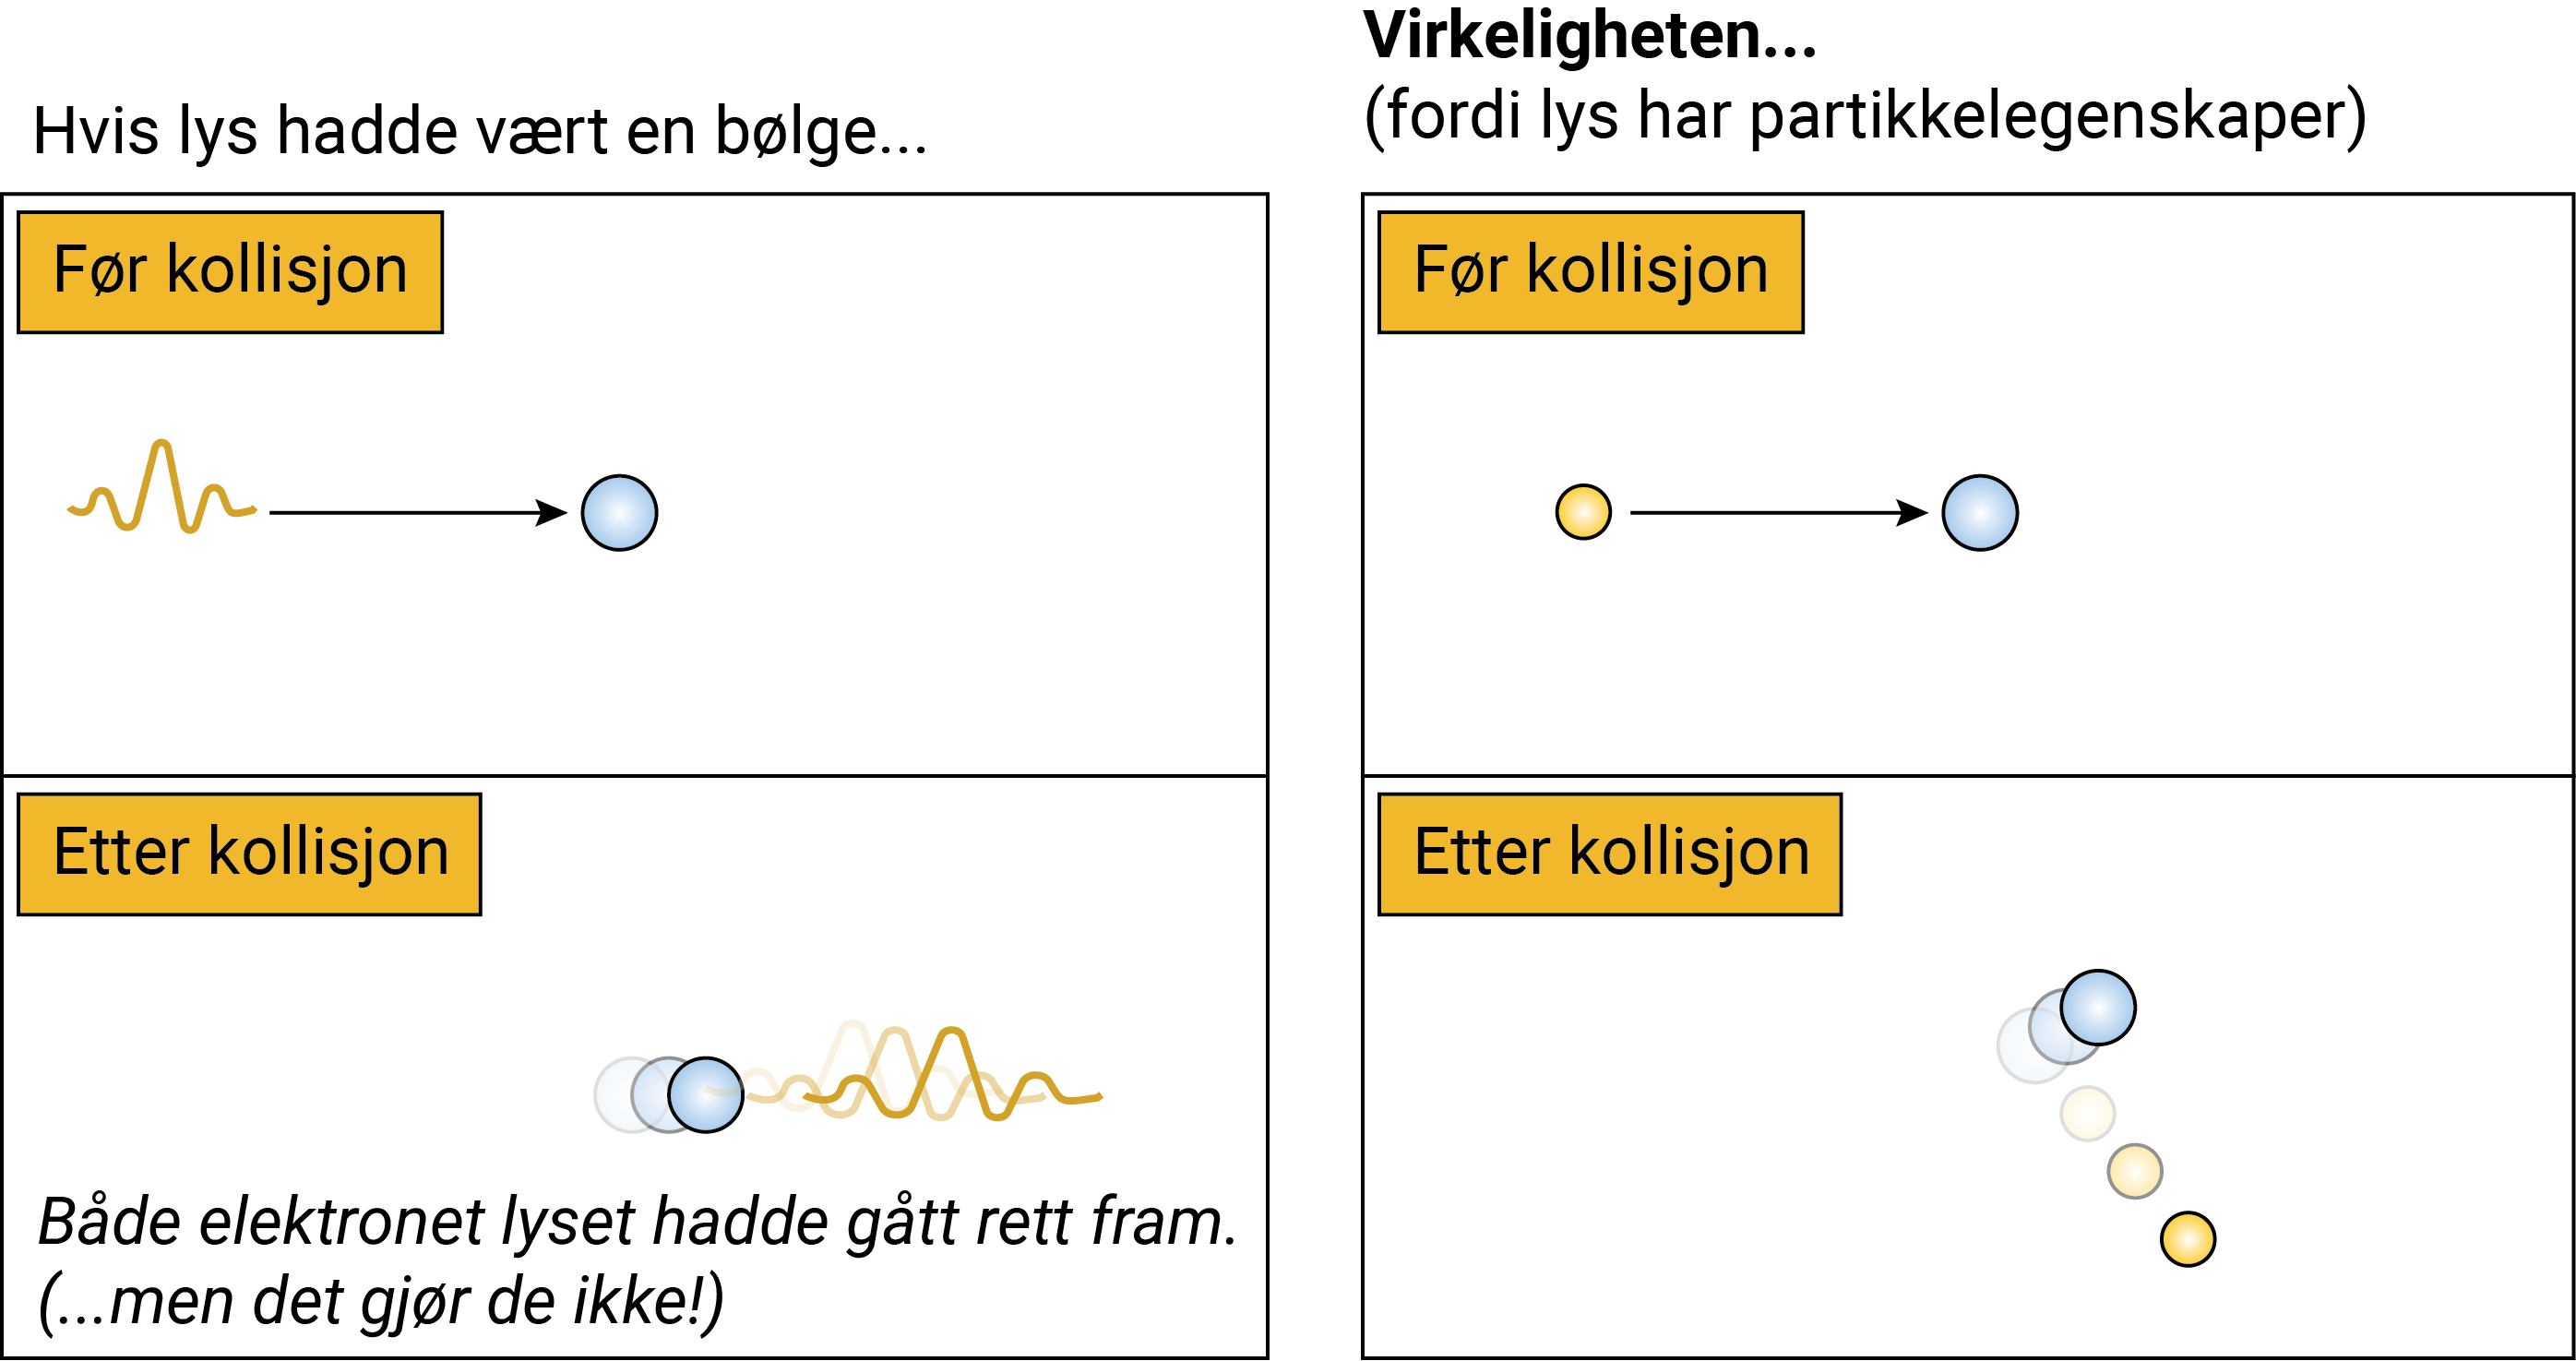 Hvis lys hadde vært en bølge...
Før kollisjon
Etter kollisjon
Både elektronet lyset hadde gått rett fram.
(...men det gjør de ikke!)
Virkeligheten...
(fordi lys har partikkelegenskaper)
Før kollisjon
Etter kollisjon